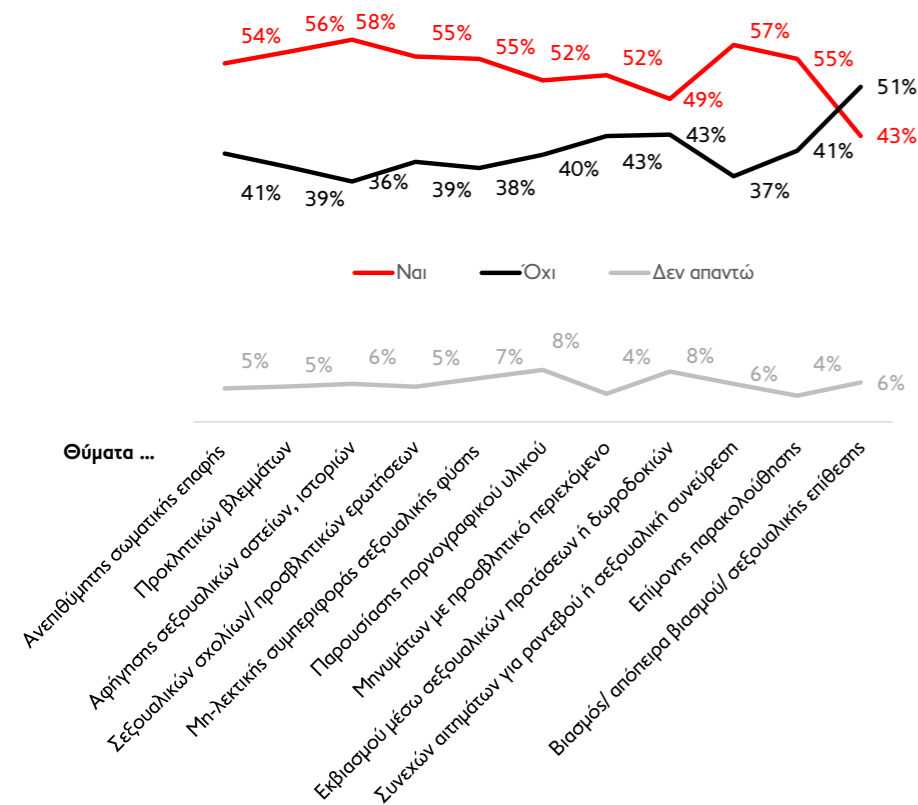 54% 56% 58% 55% 55% 52% 52% 49% 57% 55% 43%
41% 39% 36% 39% 38% 40% 43% 43% 37% 41% 51%
Ναι Όχι Δεν απαντώ
5% 5% 6% 5% 7% 8% 4% 8% 6% 4% 6%
Θύματα ...
Ανεπιθύμητης σωματικής επαφής
Προκλητικών βλεμμάτων
Αφήγησης σεξουαλικών αστείων, ιστοριών
Σεξουαλικών σχολίων/ προσβλητικών ερωτήσεων
Μη-λεκτικής συμπεριφοράς σεξουαλικής φύσης
Παρουσίασης πορνογραφικού υλικού
Μηνυμάτων με προσβλητικό περιεχόμενο
Εκβιασμού μέσω σεξουαλικών προτάσεων ή δωροδοκιών
Συνεχών αιτημάτων για ραντεβού ή σεξουαλική συνεύρεση
Επίμονης παρακολούθησης
Βιασμός/ απόπειρα βιασμού/ σεξουαλικής επίθεσης